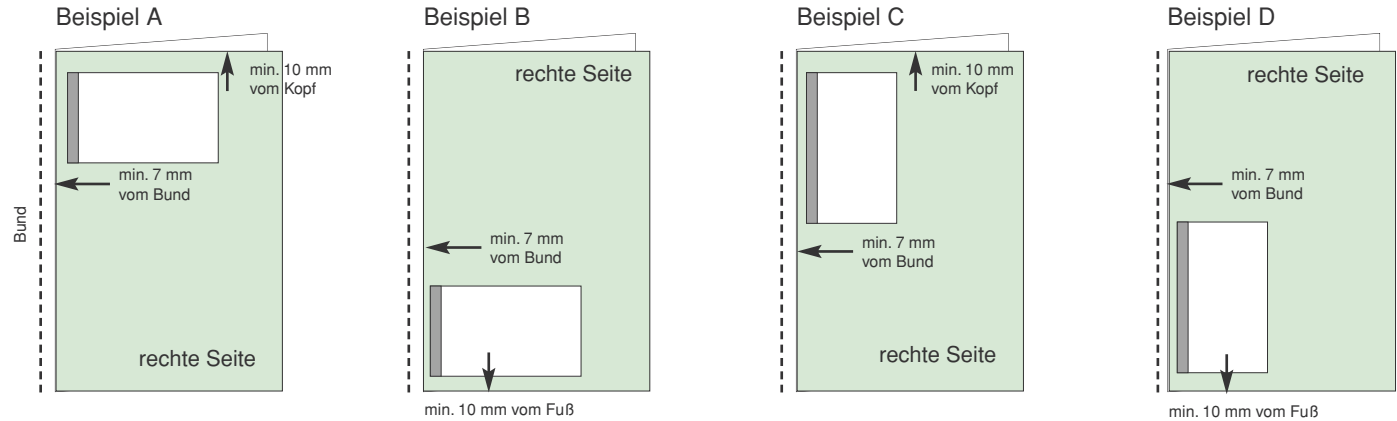 Beispiel A
min. 10 mm
vom Kopf
min. 7 mm
vom Bund
Bund
rechte Seite
Beispiel B
rechte Seite
min. 7 mm
vom Bund
min. 10 mm vom Fuß
Beispiel C
min. 10 mm
vom Kopf
min. 7 mm
vom Bund
rechte Seite
Beispiel D
rechte Seite
min. 7 mm
vom Bund
min. 10 mm vom Fuß